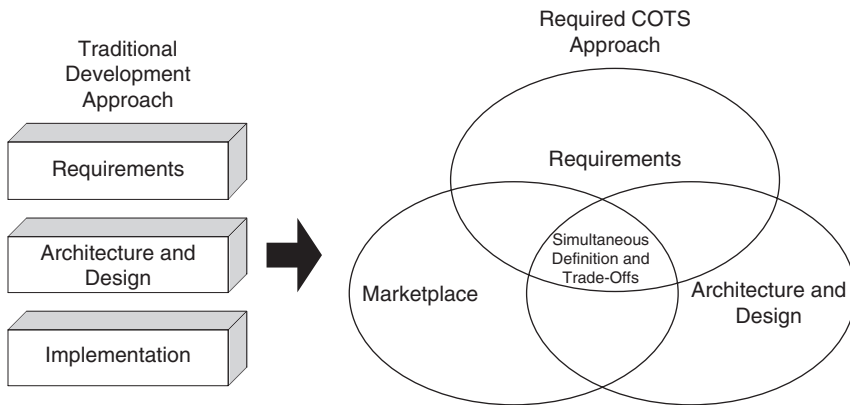 Traditional
Development
Approach
Requirements
Architecture and
Design
Implementation
Required COTS
Approach
Requirements
Simultaneous
Definition and
Trade-Offs
Marketplace
Architecture and
Design